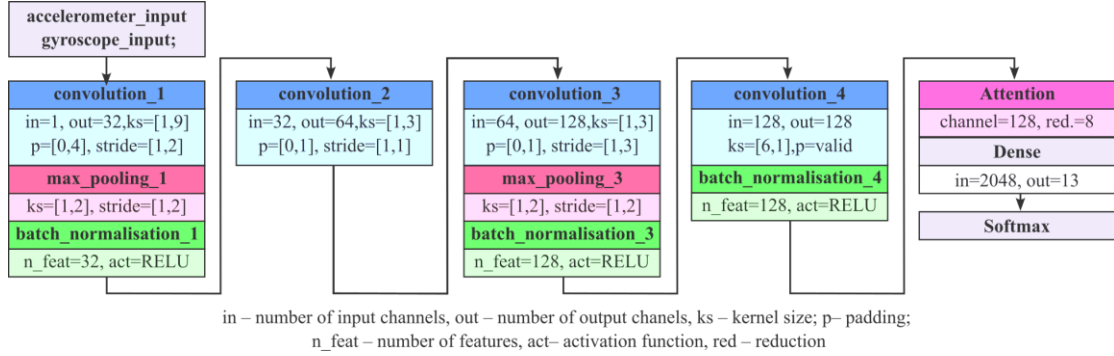 accelerometer_input
gyroscope_input;
convolution_1
in=1, out=32,ks=[1,9]
p=[0,4], stride=[1,2]
max_pooling_1
ks=[1,2], stride=[1,2]
batch_normalisation_1
n_feat=32, act=RELU
convolution_2
in=32, out=64,ks=[1,3]
p=[0,1], stride=[1,1]
convolution_3
in=64, out=128,ks=[1,3]
p=[0,1], stride=[1,3]
max_pooling_3
ks=[1,2], stride=[1,2]
batch_normalisation_3
n_feat=128, act=RELU
convolution_4
in=128, out=128
ks=[6,1],p=valid
batch_normalisation_4
n_feat=128, act=RELU
Attention
channel=128, red.=8
Dense
in=2048, out=13
Softmax
in – number of input channels, out – number of output chanels, ks – kernel size; p– padding;
n_feat – number of features, act– activation function, red – reduction